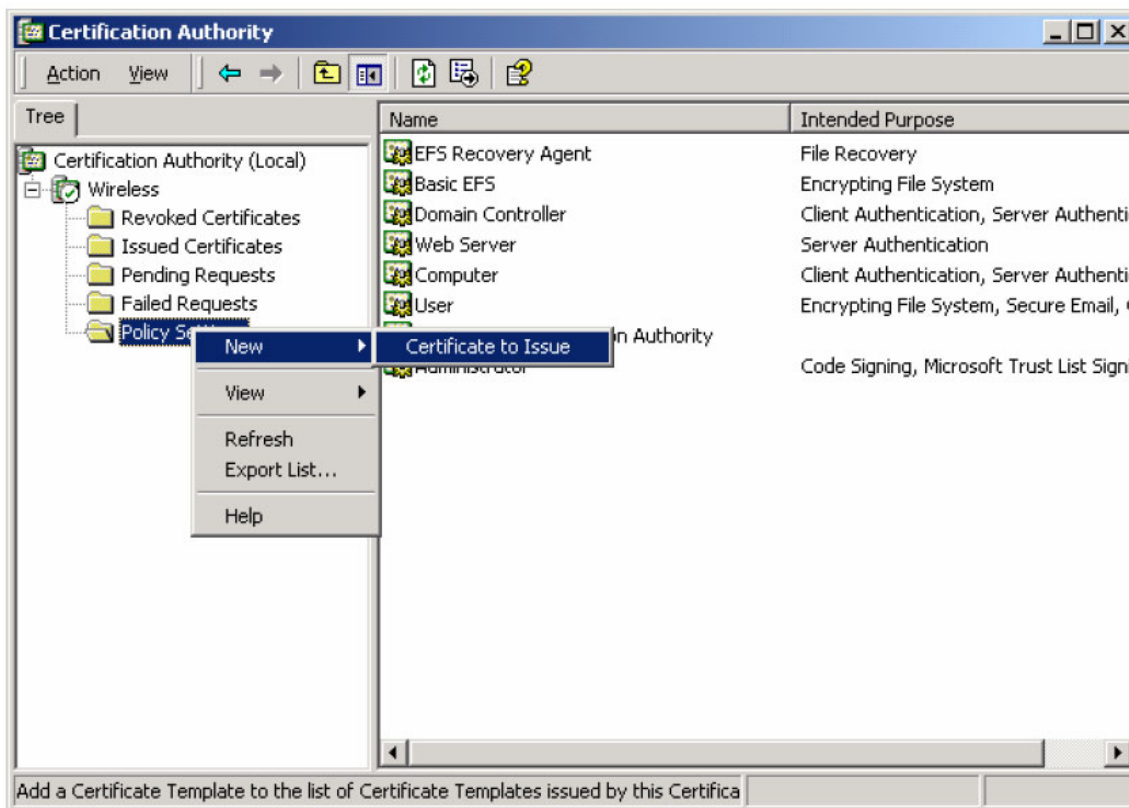 Certification Authority
Action View
Tree
Name Intended Purpose
Certification Authority (Local)
Wireless
Revoked Certificates
Issued Certificates
Pending Requests
Failed Requests
Policy
EFS Recovery Agent File Recovery
Basic EFS Encrypting File System
Domain Controller Client Authentication, Server Authenti
Web Server Server Authentication
Computer Client Authentication, Server Authenti
User Encrypting File System, Secure Email,
Authority
Administrator Code Signing, Microsoft Trust List Sign
New
Certificate to Issue
View
Refresh
Export List...
Help
Add a Certificate Template to the list of Certificate Templates issued by this Certifica